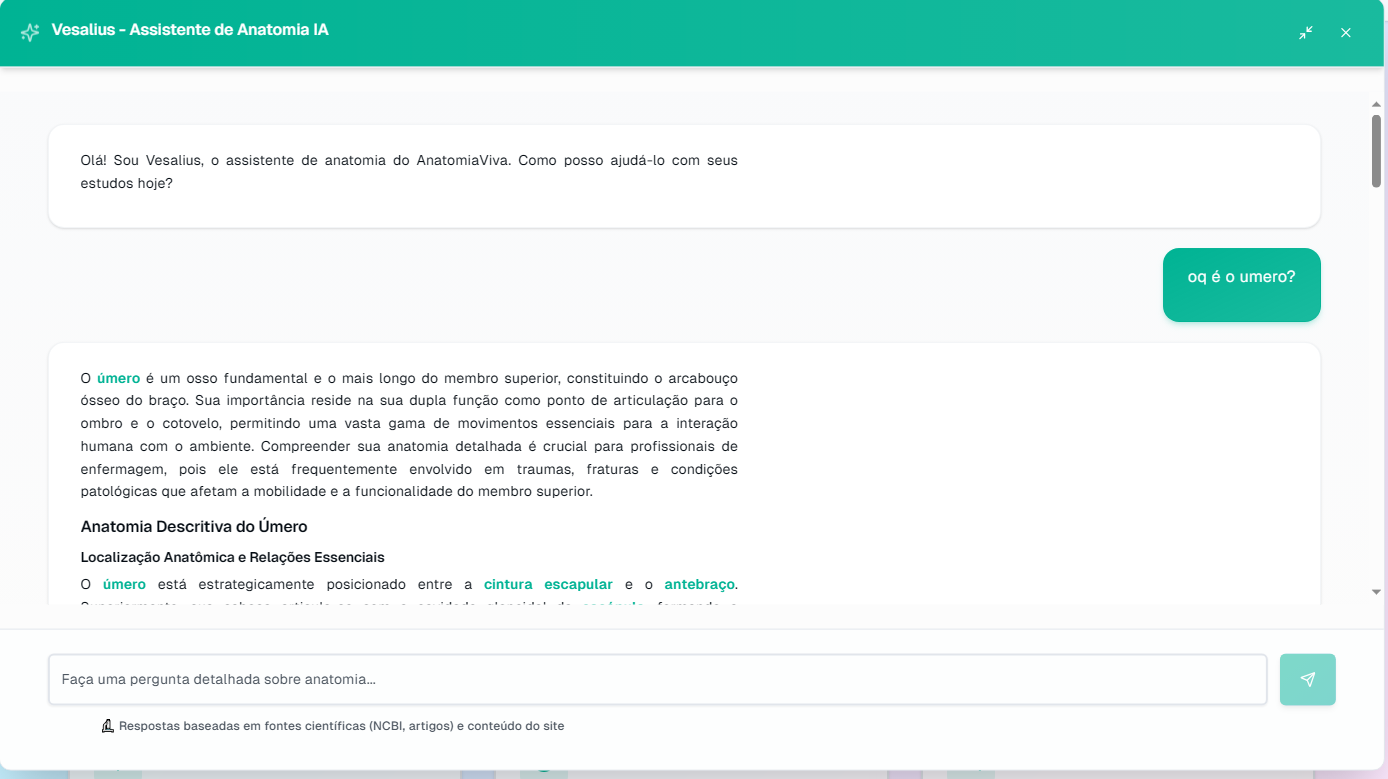 Vesalius - Assistente de Anatomia IA
Olá! Sou Vesalius, o assistente de anatomia do AnatomiaViva. Como posso ajudá-lo com seus
estudos hoje?
oq é o umero?
O úmero é um osso fundamental e o mais longo do membro superior, constituindo o arcabouço
ósseo do braço. Sua importância reside na sua dupla função como ponto de articulação para o
ombro e o cotovelo, permitindo uma vasta gama de movimentos essenciais para a interação
humana com o ambiente. Compreender sua anatomia detalhada é crucial para profissionais de
enfermagem, pois ele está frequentemente envolvido em traumas, fraturas e condições
patológicas que afetam a mobilidade e a funcionalidade do membro superior.
Anatomia Descritiva do Úmero
Localização Anatômica e Relações Essenciais
O úmero está estrategicamente posicionado entre a cintura escapular e o antebraço.
Faça uma pergunta detalhada sobre anatomia...
Respostas baseadas em fontes científicas (NCBI, artigos) e conteúdo do site